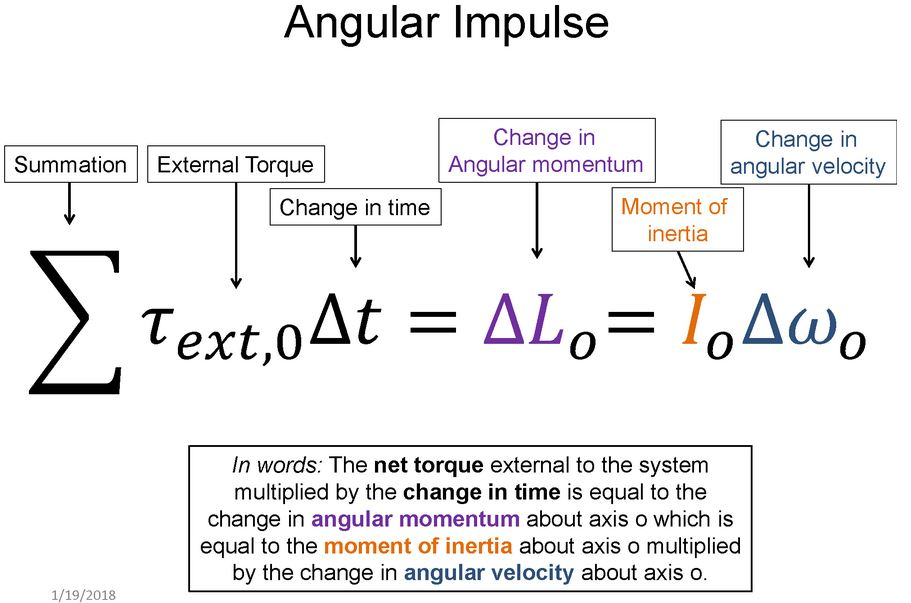 Angular Impulse
Summation
External Torque
Change in time
Change in
Angular momentum
Moment of
inertia
Change in
angular velocity
∑ τext,0Δt = ΔLo= IoΔωo
In words: The net torque external to the system
multiplied by the change in time is equal to the
change in angular momentum about axis o which is
equal to the moment of inertia about axis o multiplied
by the change in angular velocity about axis o.
1/19/2018